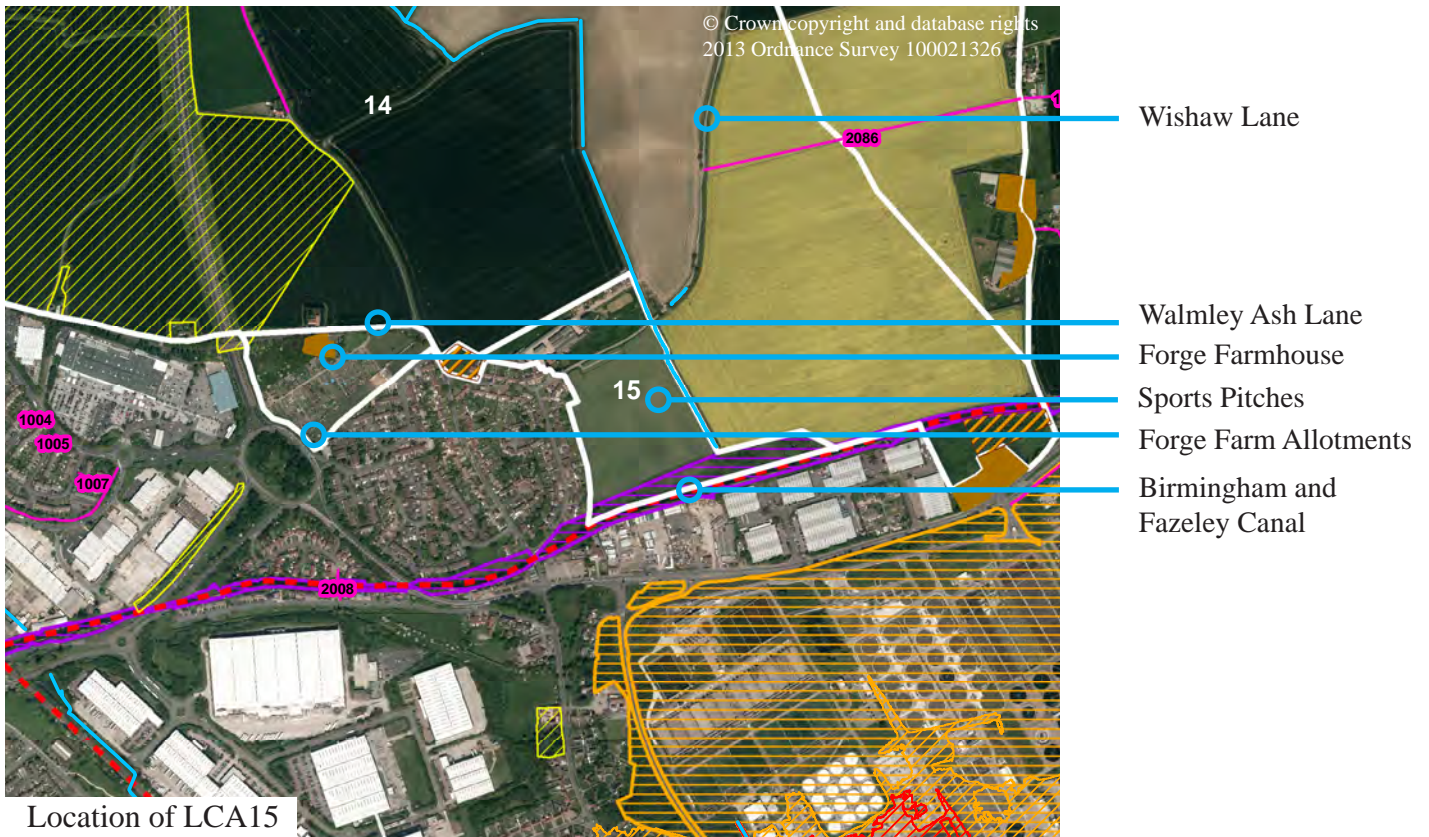 © Crown copyright and database rights
2013 Ordnance Survey 100021326
14
2086
Wishaw Lane
Walmley Ash Lane
Forge Farmhouse
15
Sports Pitches
1004
1005
Forge Farm Allotments
1007
Birmingham and
Fazeley Canal
2008
Location of LCA15